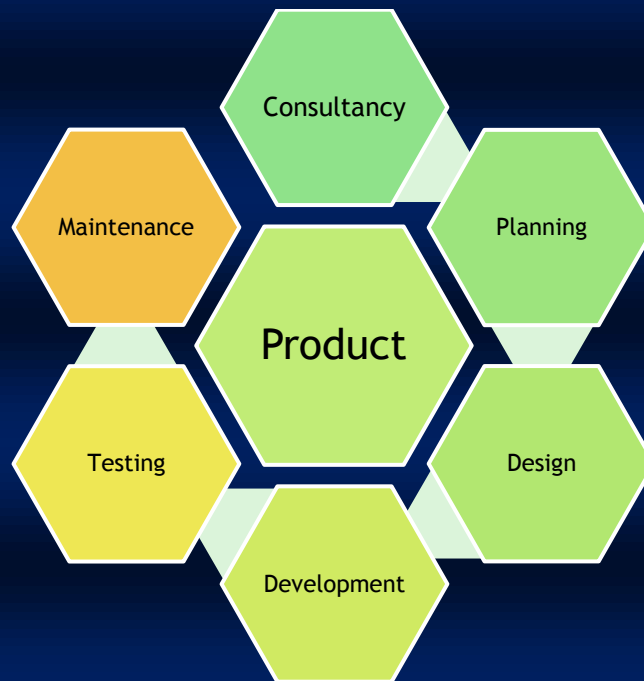 Consultancy
Planning
Design
Development
Testing
Maintenance
Product